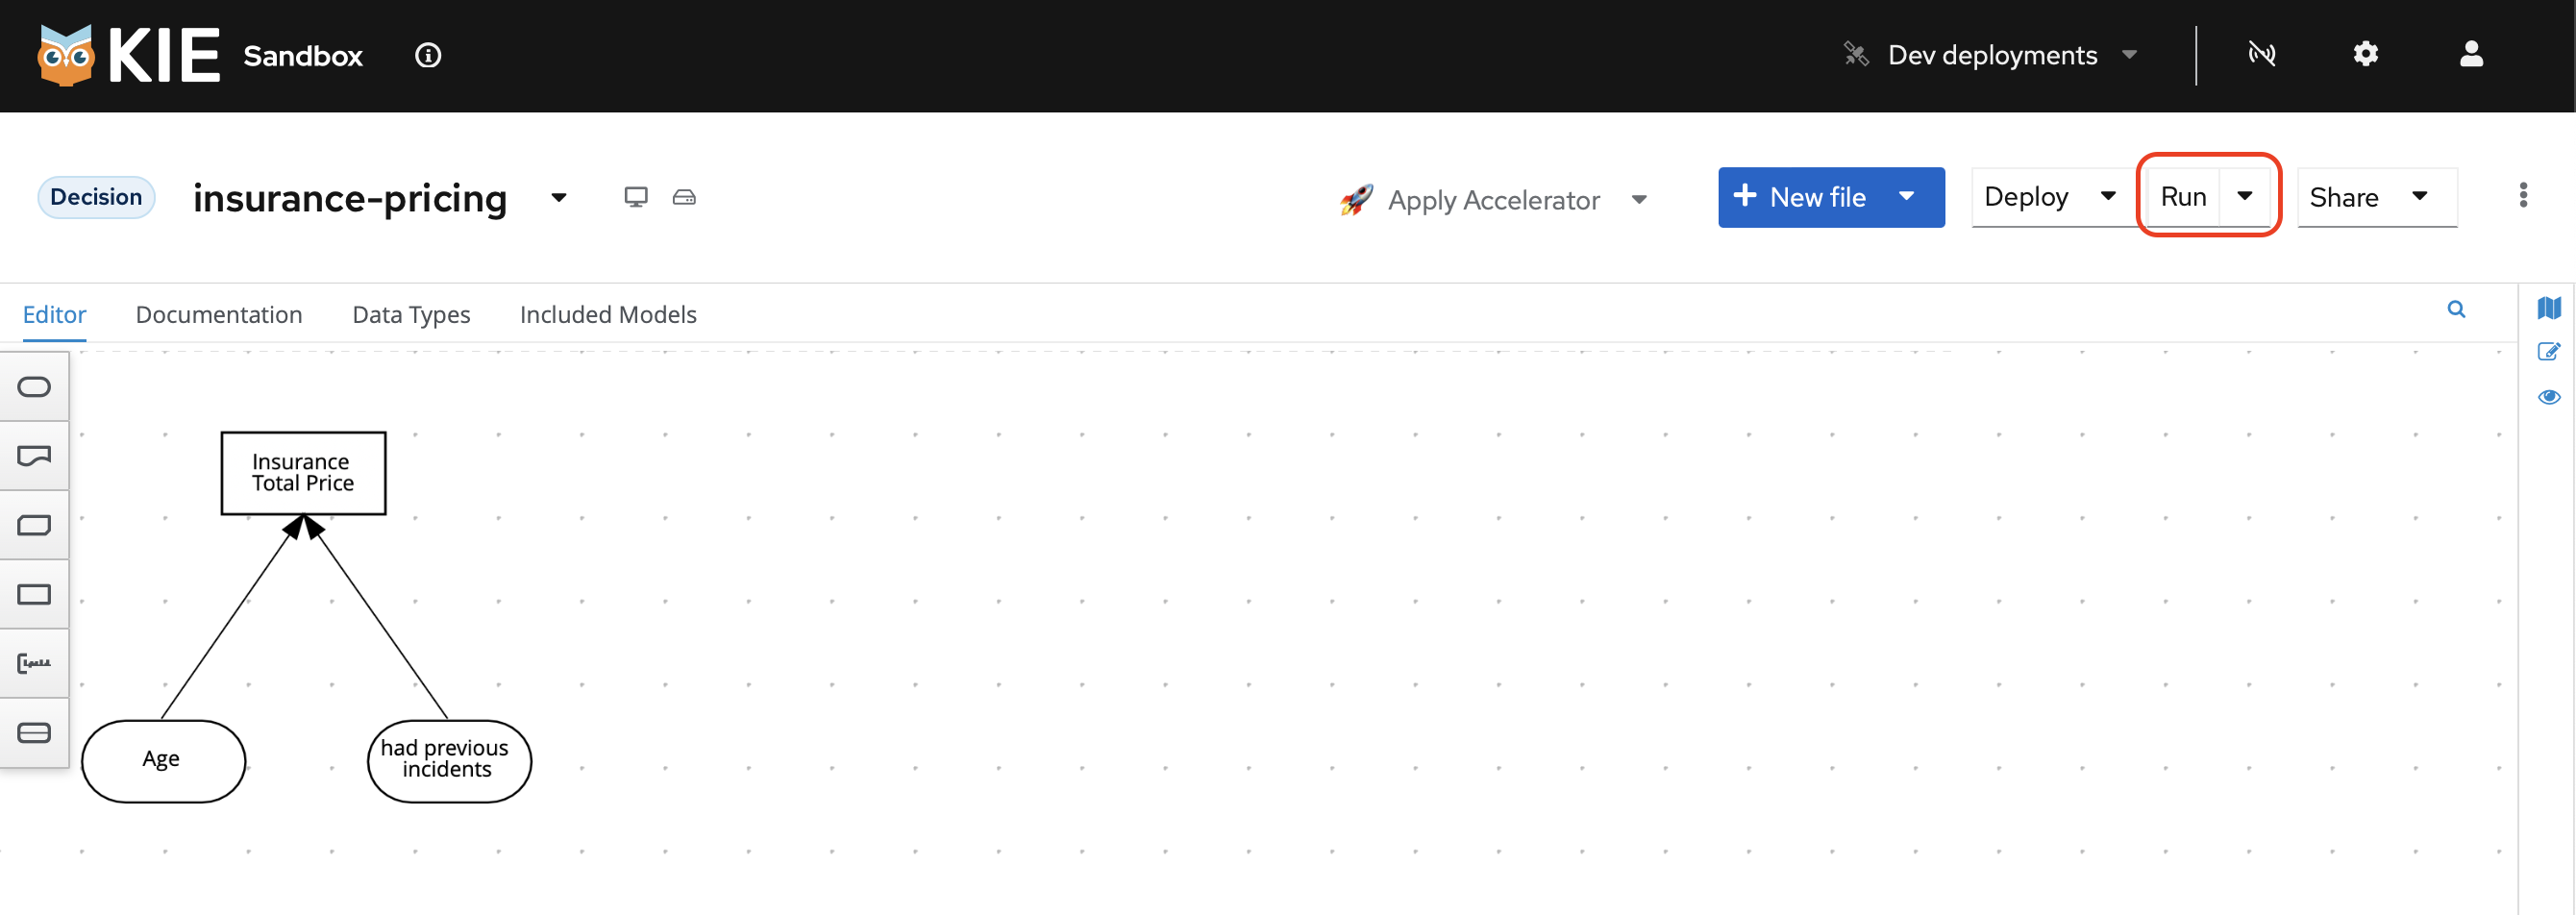 KIE Sandbox
Dev deployments
Decision
insurance-pricing
Apply Accelerator
New file
Deploy
Run
Share
Editor
Documentation
Data Types
Included Models
Insurance
Total Price
Age
had previous
incidents